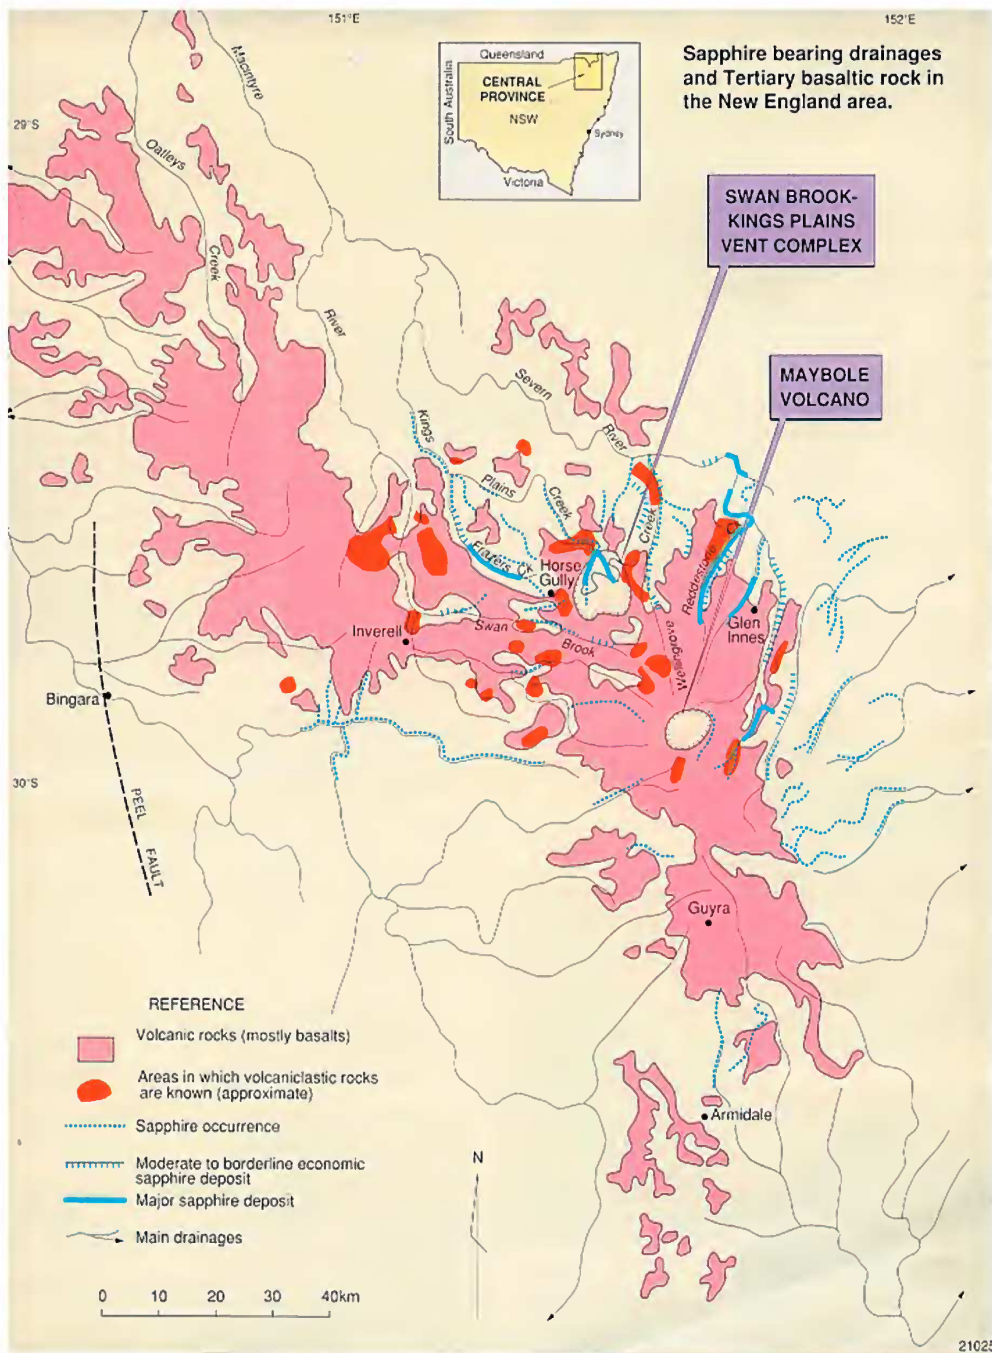 151°E
152°E
Sapphire bearing drainages
and Tertiary basaltic rock in
the New England area.
Queensland
South Australia
CENTRAL
PROVINCE
NSW
Sydney
Victoria
29°S
Macintyre
River
Oatleys
Creek
SWAN BROOK-
KINGS PLAINS
VENT COMPLEX
MAYBOLE
VOLCANO
Severn
River
Kings
Plains
Creek
Frazers Ck
Horse
Gully
Creek
Wellingrove
Reddestone Ck
Glen
Innes
Swan
Brook
Inverell
Bingara
30°S
PEEL
FAULT
Guyra
Armidale
REFERENCE
Volcanic rocks (mostly basalts)
Areas in which volcaniclastic rocks
are known (approximate)
Sapphire occurrence
Moderate to borderline economic
sapphire deposit
Major sapphire deposit
Main drainages
N
0 10 20 30 40km
21025